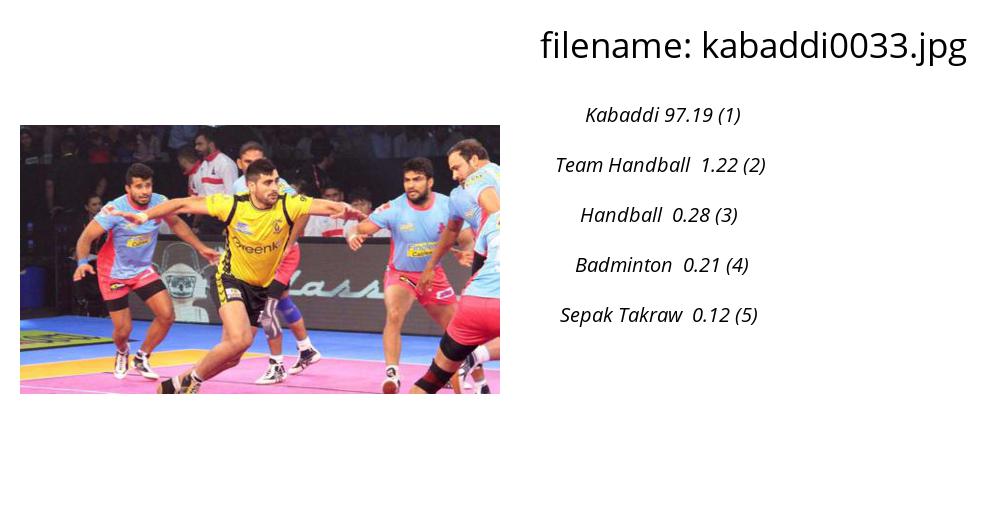 filename: kabaddi0033.jpg
Kabaddi 97.19 (1)
Team Handball 1.22 (2)
Handball 0.28 (3)
Badminton 0.21 (4)
Sepak Takraw 0.12 (5)